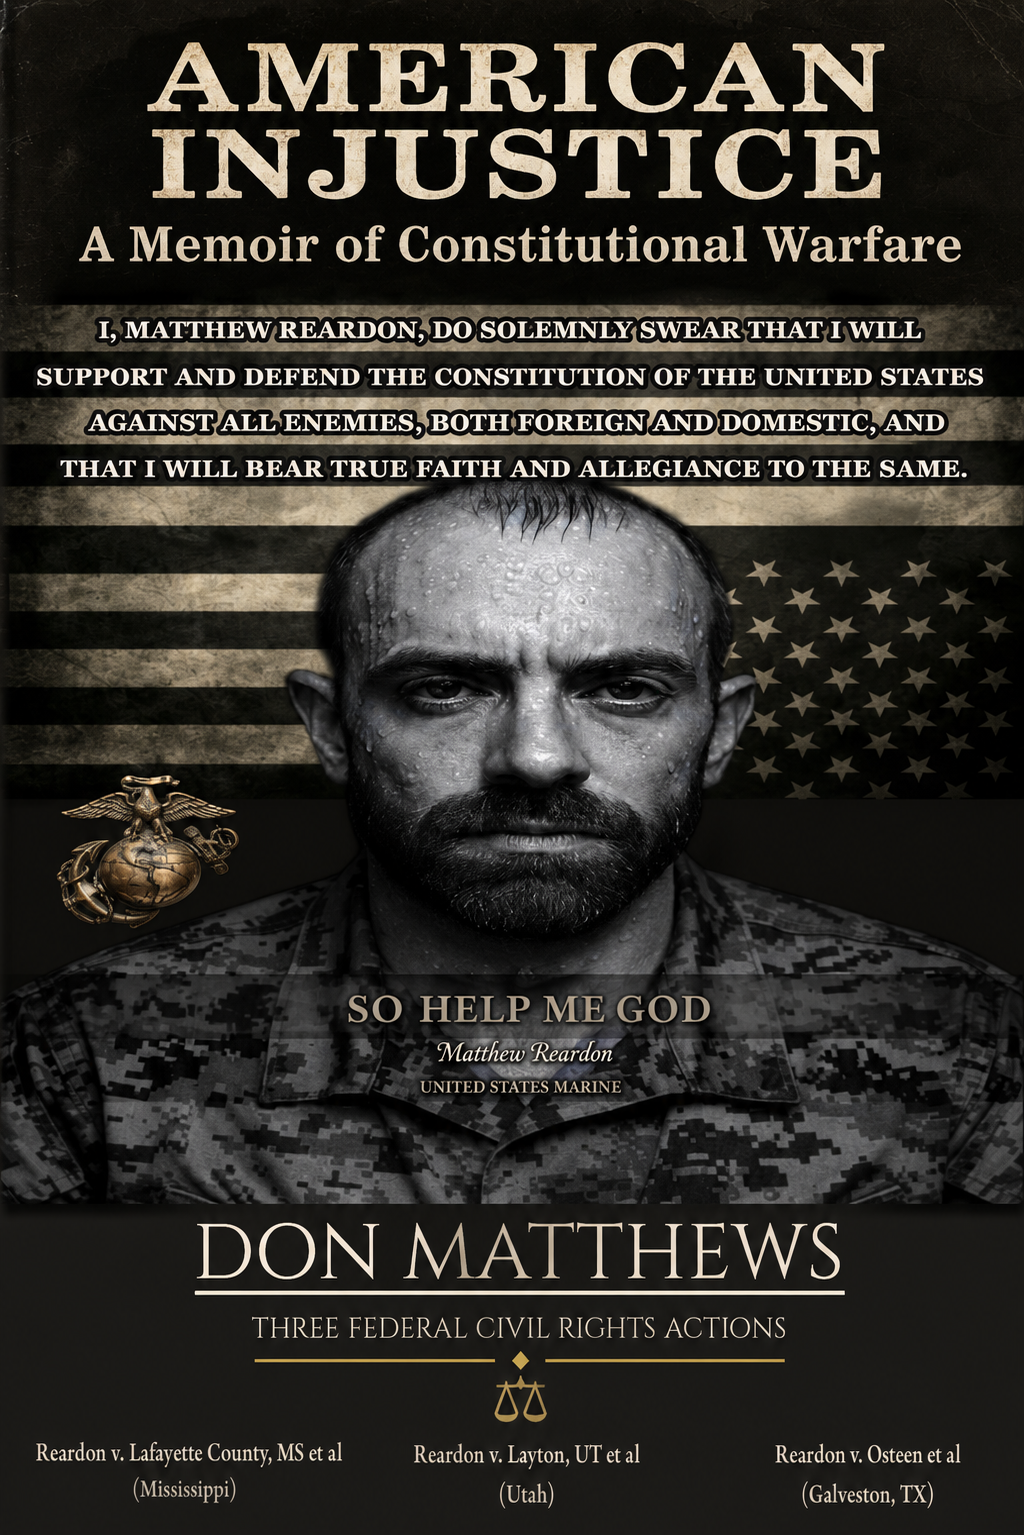 AMERICAN
INJUSTICE
A Memoir of Constitutional Warfare
I, MATTHEW REARDON, DO SOLEMNLY SWEAR THAT I WILL
SUPPORT AND DEFEND THE CONSTITUTION OF THE UNITED STATES
AGAINST ALL ENEMIES, BOTH FOREIGN AND DOMESTIC, AND
THAT I WILL BEAR TRUE FAITH AND ALLEGIANCE TO THE SAME.
SO HELP ME GOD
Matthew Reardon
UNITED STATES MARINE
DON MATTHEWS
THREE FEDERAL CIVIL RIGHTS ACTIONS
Reardon v. Lafayette County, MS et al
(Mississippi)
Reardon v. Layton, UT et al
(Utah)
Reardon v. Osteen et al
(Galveston, TX)